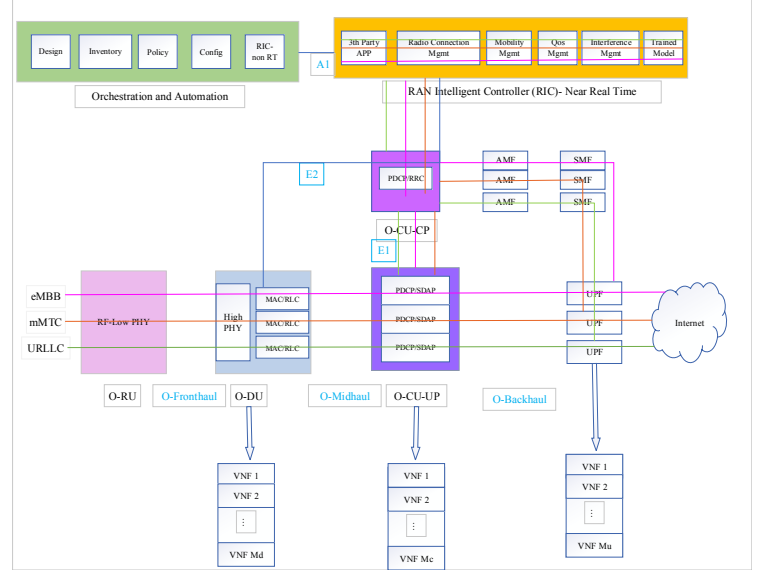 Design
Inventory
Policy
Config
RIC-
non RT
A1
3th Party
APP
Radio Connection
Mgmt
Mobility
Mgmt
Qos
Mgmt
Interference
Mgmt
Trained
Model
Orchestration and Automation
RAN Intelligent Controller (RIC)- Near Real Time
E2
PDCP/RRC
AMF
SMF
AMF
SMF
AMF
SMF
O-CU-CP
E1
eMBB
mMTC
URLLC
RF-Low PHY
High
PHY
MAC/RLC
MAC/RLC
MAC/RLC
PDCP/SDAP
PDCP/SDAP
PDCP/SDAP
UPF
UPF
UPF
Internet
O-RU
O-Fronthaul
O-DU
O-Midhaul
O-CU-UP
O-Backhaul
VNF 1
VNF 2
⋮
VNF Md
VNF 1
VNF 2
⋮
VNF Mc
VNF 1
VNF 2
⋮
VNF Mu